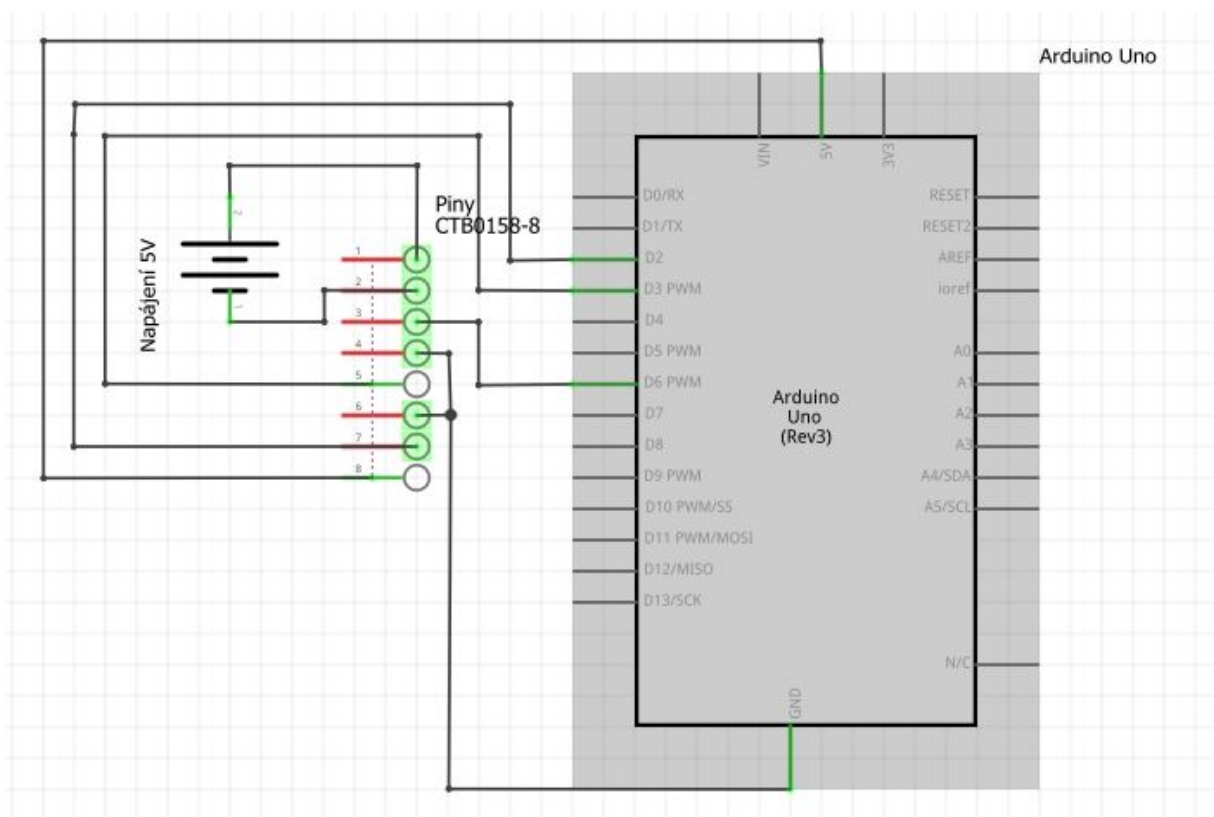 Arduino Uno
Piny
CTB0158-8
Napájení 5V
2
1
1
2
3
4
5
6
7
8
VIN
5V
3V3
D0/RX
D1/TX
D2
D3 PWM
D4
D5 PWM
D6 PWM
D7
D8
D9 PWM
D10 PWM/SS
D11 PWM/MOSI
D12/MISO
D13/SCK
RESET
RESET2
AREF
ioref
A0
A1
A2
A3
A4/SDA
A5/SCL
N/C
GND
Arduino
Uno
(Rev3)